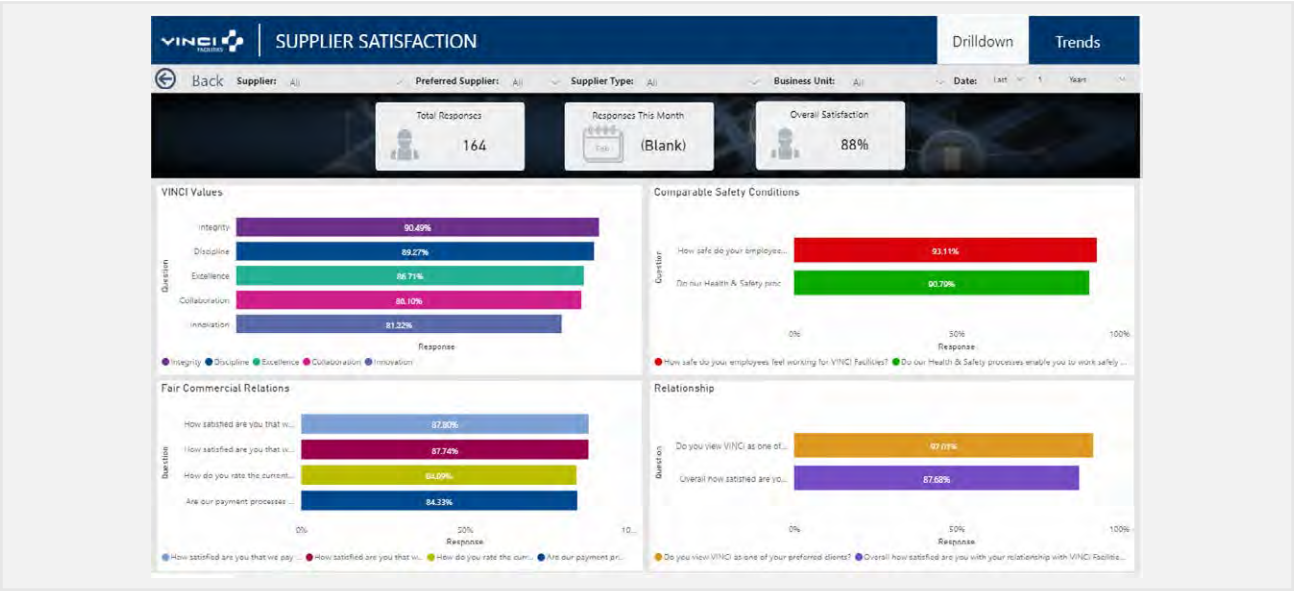 VINCI FACILITIES SUPPLIER SATISFACTION Drilldown Trends
Back Supplier: All Preferred Supplier: All Supplier Type: All Business Unit: All Date: Last 1 Years
Total Responses
164
Responses This Month
Feb (Blank)
Overall Satisfaction
88%
VINCI Values
Question
Integrity 90.49%
Discipline 89.27%
Excellence 86.71%
Collaboration 86.10%
Innovation 81.22%
Response
Integrity Discipline Excellence Collaboration Innovation
Comparable Safety Conditions
Question
How safe do your employee... 93.11%
Do our Health & Safety proc 90.79%
0% 50% 100%
Response
How safe do your employees feel working for VINCI Facilities? Do our Health & Safety processes enable you to work safely ...
Fair Commercial Relations
Question
How satisfied are you that w... 87.80%
How satisfied are you that w... 87.74%
How do you rate the current...
Are our payment processes ... 84.33%
0% 50% 10...
Response
How satisfied are you that we pay ... How satisfied are you that w... How do you rate the curr... Are our payment pr...
Relationship
Question
Do you view VINCI as one of...
Overall how satisfied are yo... 87.68%
0% 50% 100%
Response
Do you view VINCI as one of your preferred clients? Overall how satisfied are you with your relationship with VINCI Facilitie...